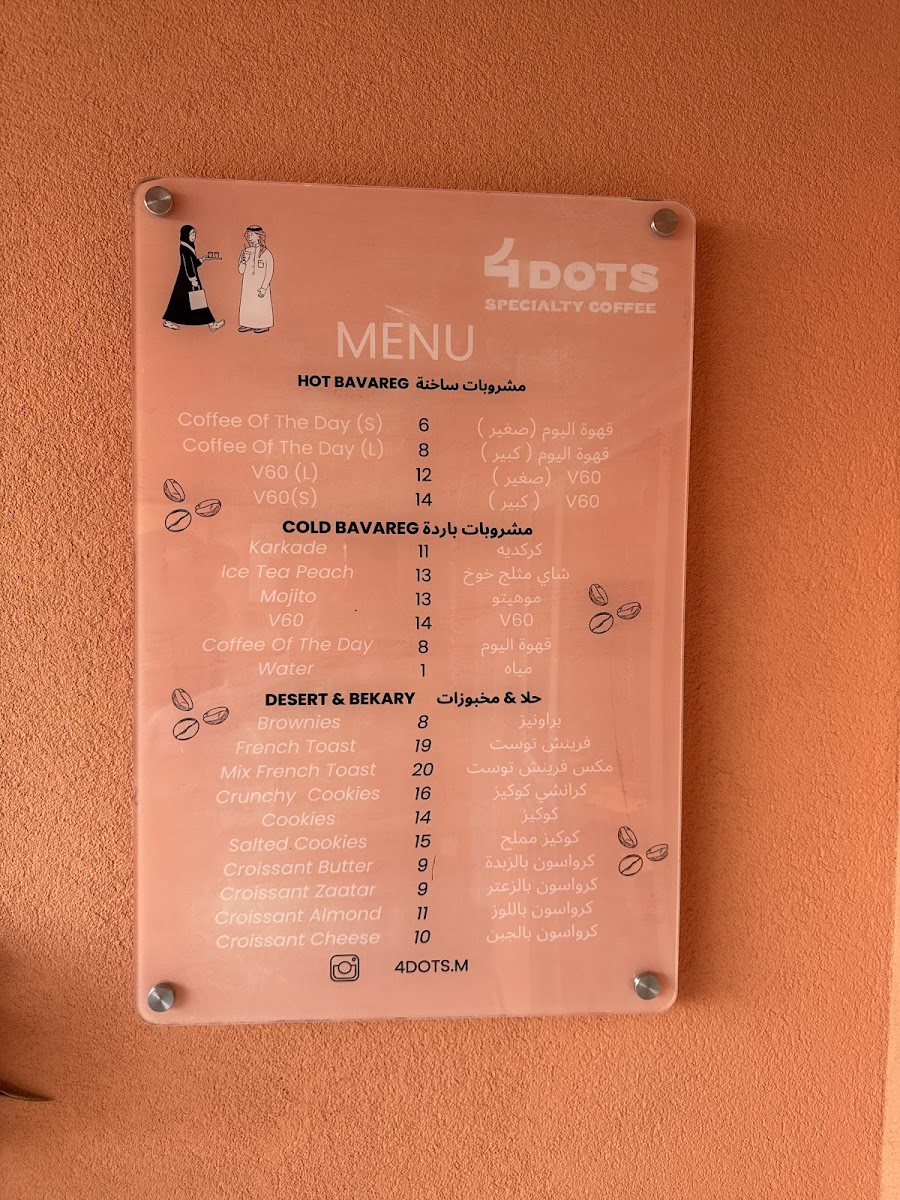 4 DOTS
SPECIALTY COFFEE
MENU
HOT BAVAREG مشروبات ساخنة
Coffee Of The Day (S) 6 قهوة اليوم (صغير )
Coffee Of The Day (L) 8 قهوة اليوم ( كبير )
V60 (L) 12 V60 (صغير )
V60(S) 14 V60 ( كبير )
COLD BAVAREG مشروبات باردة
Karkade 11 كركديه
Ice Tea Peach 13 شاي مثلج خوخ
Mojito 13 موهيتو
V60 14 V60
Coffee Of The Day 8 قهوة اليوم
Water 1 مياه
DESERT & BEKARY حلا & مخبوزات
Brownies 8 براونيز
French Toast 19 فرينش توست
Mix French Toast 20 مكس فرينش توست
Crunchy Cookies 16 كرانشي كوكيز
Cookies 14 كوكيز
Salted Cookies 15 كوكيز مملح
Croissant Butter 9 كرواسون بالزبدة
Croissant Zaatar 9 كرواسون بالزعتر
Croissant Almond 11 كرواسون باللوز
Croissant Cheese 10 كرواسون بالجبن
4DOTS.M